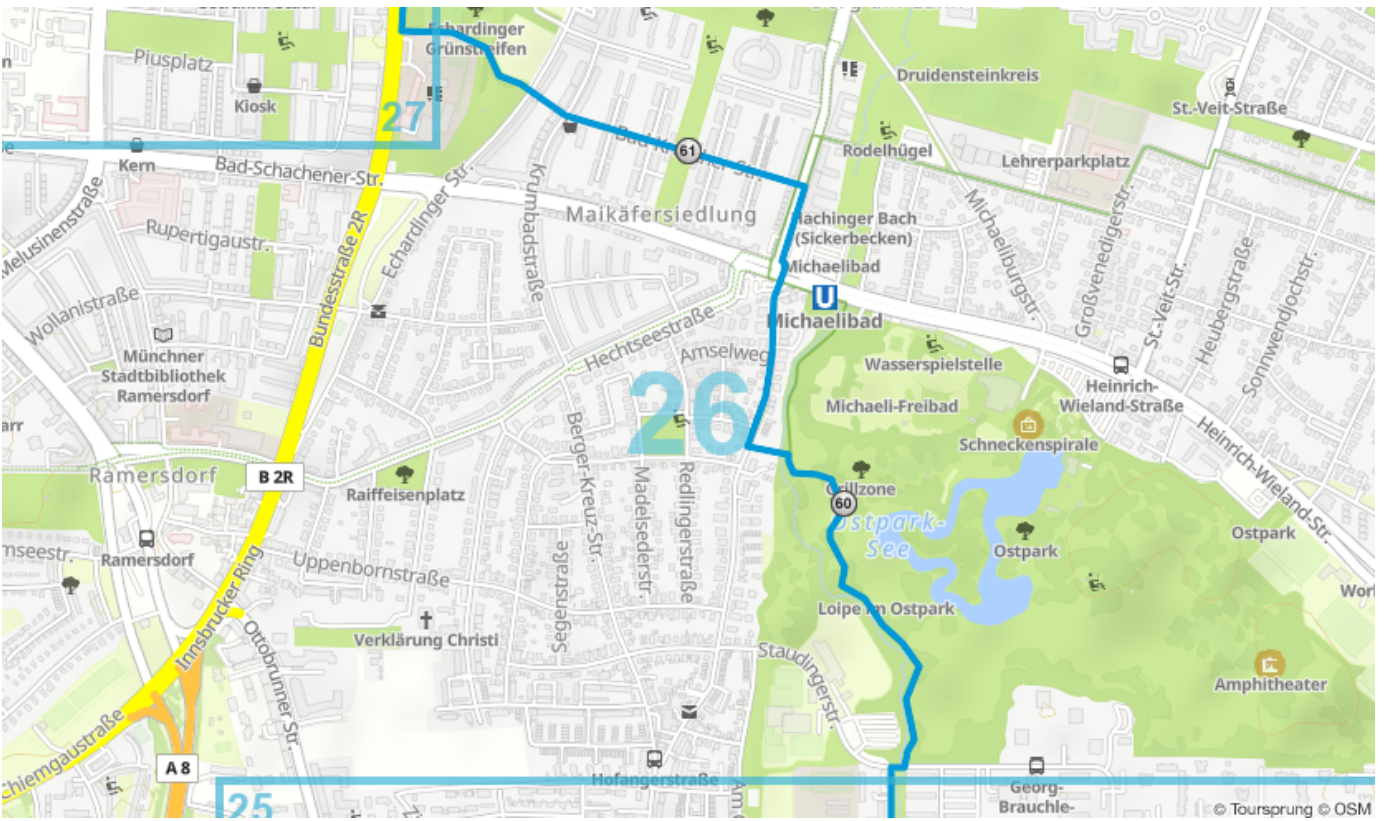 Echardinger
Grünstreifen
Piusplatz
Kiosk
27
Druidensteinkreis
St.-Veit-Straße
Kern
Bad-Schachener-Str.
61
Rodelhügel
Lehrerparkplatz
Melusinenstraße
Rupertigaustr.
Bundesstraße 2R
Echardinger Str.
Krumbadstraße
Maikäfersiedlung
Hachinger Bach
(Sickerbecken)
Michaelibad
Michaeliburgstr.
Großvenedigerstr.
St.-Veit-Str.
Heubergstraße
Sonnwendjochstr.
Wollanistraße
U
Michaelibad
Münchner
Stadtbibliothek
Ramersdorf
Hechtseestraße
Amselweg
Wasserspielstelle
Heinrich-
Wieland-Straße
26
Michaeli-Freibad
Schneckenspirale
Heinrich-Wieland-Str.
Ramersdorf
B 2R
Raiffeisenplatz
Berger-Kreuz-Str.
Madelsederstr.
Redlingerstraße
Grillzone
60
Ostpark-
See
Ostpark
Ostpark
Ramersdorf
Innsbrucker Ring
Uppenbornstraße
Segenstraße
Loipe im Ostpark
Verklärung Christi
Ottobrunner Str.
Staudingerstr.
Amphitheater
Chiemgaustraße
A 8
Hofangerstraße
25
Am
Georg-
Brauchle-
© Toursprung © OSM